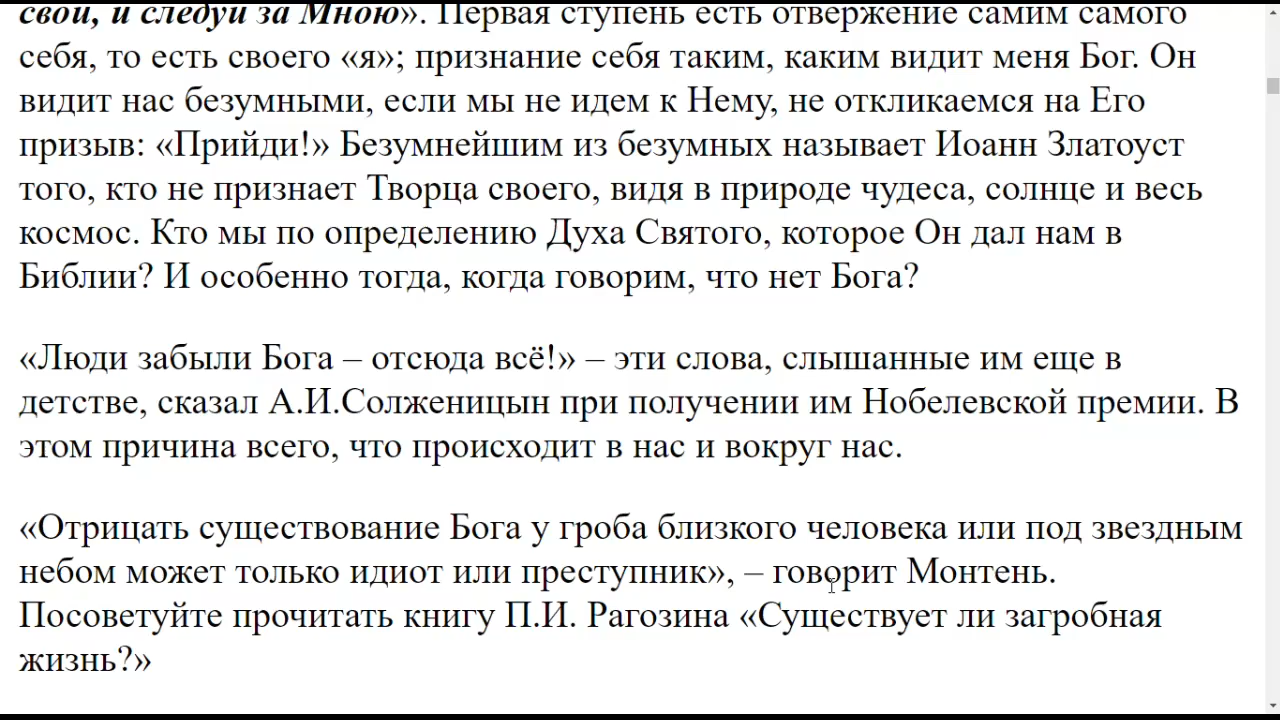 свой, и следуй за Мною». Первая ступень есть отвержение самим самого
себя, то есть своего «я»; признание себя таким, каким видит меня Бог. Он
видит нас безумными, если мы не идем к Нему, не откликаемся на Его
призыв: «Прийди!» Безумнейшим из безумных называет Иоанн Златоуст
того, кто не признает Творца своего, видя в природе чудеса, солнце и весь
космос. Кто мы по определению Духа Святого, которое Он дал нам в
Библии? И особенно тогда, когда говорим, что нет Бога?
«Люди забыли Бога – отсюда всё!» – эти слова, слышанные им еще в
детстве, сказал А.И.Солженицын при получении им Нобелевской премии. В
этом причина всего, что происходит в нас и вокруг нас.
«Отрицать существование Бога у гроба близкого человека или под звездным
небом может только идиот или преступник», – говорит Монтень.
Посоветуйте прочитать книгу П.И. Рагозина «Существует ли загробная
жизнь?»